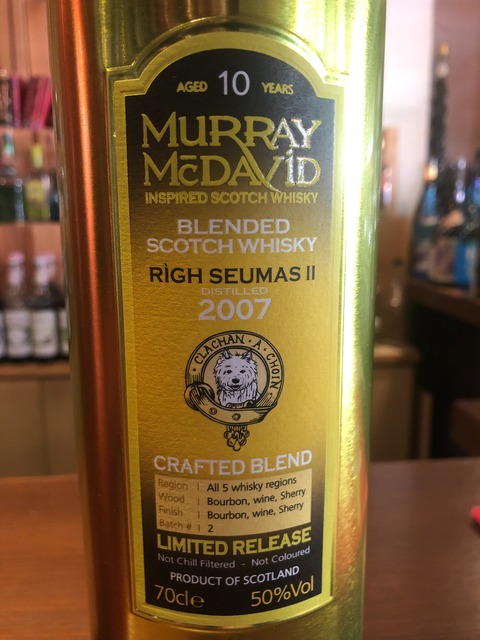 AGED 10 YEARS
MURRAY
McDAVID
INSPIRED SCOTCH WHISKY
BLENDED
SCOTCH WHISKY
RÌGH SEUMAS II
DISTILLED
2007
CLACHAN · A · CHOIN
CRAFTED BLEND
Region | All 5 whisky regions
Wood | Bourbon, wine, Sherry
Finish | Bourbon, wine, Sherry
Batch # | 2
LIMITED RELEASE
Not Chill Filtered - Not Coloured
PRODUCT OF SCOTLAND
70cl e 50%Vol